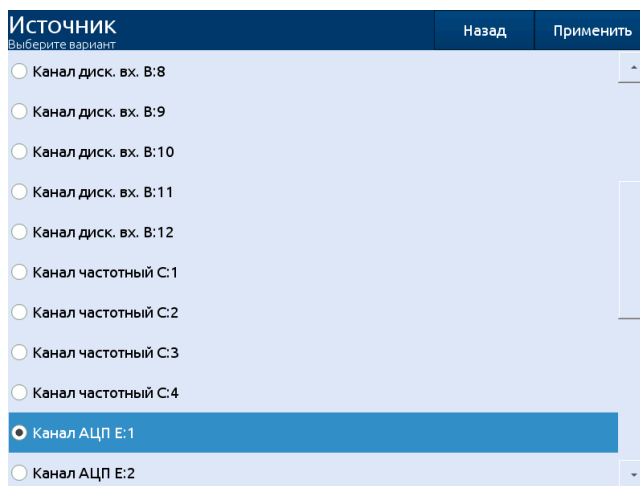 Источник
Выберите вариант
Назад
Применить
Канал диск. вх. B:8
Канал диск. вх. B:9
Канал диск. вх. B:10
Канал диск. вх. B:11
Канал диск. вх. B:12
Канал частотный C:1
Канал частотный C:2
Канал частотный C:3
Канал частотный C:4
Канал АЦП E:1
Канал АЦП E:2